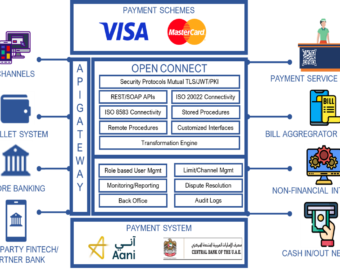 PAYMENT SCHEMES
VISA
MasterCard
CHANNELS
LLET SYSTEM
ORE BANKING
PARTY FINTECH/
RTNER BANK
API GATEWAY
OPEN CONNECT
Security Protocols Mutual TLS/JWT/PKI
REST/SOAP APIs
ISO 20022 Connectivity
ISO 8583 Connectivity
Stored Procedures
Remote Procedures
Customized Interfaces
Transformation Engine
Role based User Mgmt
Limit/Channel Mgmt
Monitoring/Reporting
Dispute Resolution
Back Office
Audit Logs
PAYMENT SERVICE
BILL
BILL AGGREGRATOR
NON-FINANCIAL INT
CASH IN/OUT NE
PAYMENT SYSTEM
آني
Aani
مصرف الإمارات العربية المتحدة المركزي
CENTRAL BANK OF THE U.A.E.